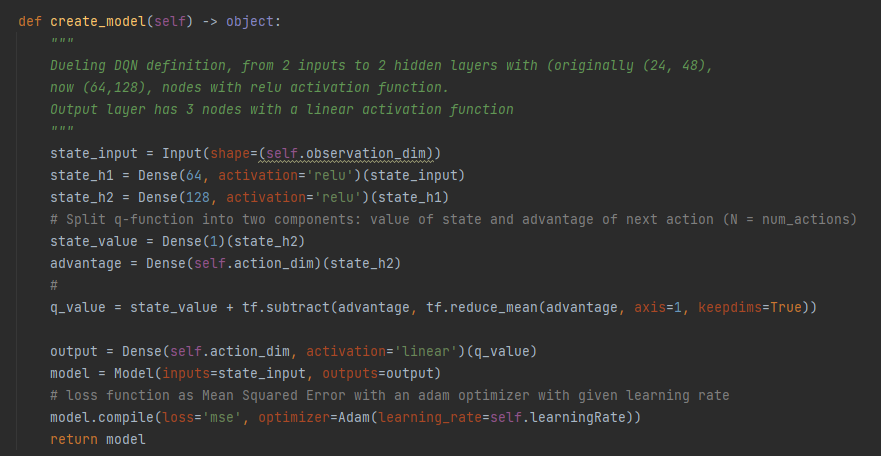 def create_model(self) -> object:
    """
    Dueling DQN definition, from 2 inputs to 2 hidden layers with (originally (24, 48),
    now (64,128), nodes with relu activation function.
    Output layer has 3 nodes with a linear activation function
    """
    state_input = Input(shape=(self.observation_dim))
    state_h1 = Dense(64, activation='relu')(state_input)
    state_h2 = Dense(128, activation='relu')(state_h1)
    # Split q-function into two components: value of state and advantage of next action (N = num_actions)
    state_value = Dense(1)(state_h2)
    advantage = Dense(self.action_dim)(state_h2)
    #
    q_value = state_value + tf.subtract(advantage, tf.reduce_mean(advantage, axis=1, keepdims=True))

    output = Dense(self.action_dim, activation='linear')(q_value)
    model = Model(inputs=state_input, outputs=output)
    # loss function as Mean Squared Error with an adam optimizer with given learning rate
    model.compile(loss='mse', optimizer=Adam(learning_rate=self.learningRate))
    return model